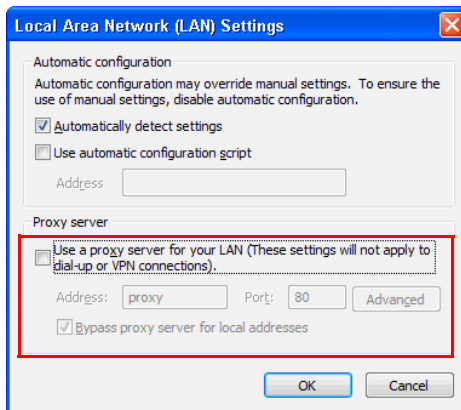 Local Area Network (LAN) Settings
Automatic configuration
Automatic configuration may override manual settings. To ensure the
use of manual settings, disable automatic configuration.
Automatically detect settings
Use automatic configuration script
Address
Proxy server
Use a proxy server for your LAN (These settings will not apply to
dial-up or VPN connections).
Address: proxy Port: 80 Advanced
Bypass proxy server for local addresses
OK Cancel